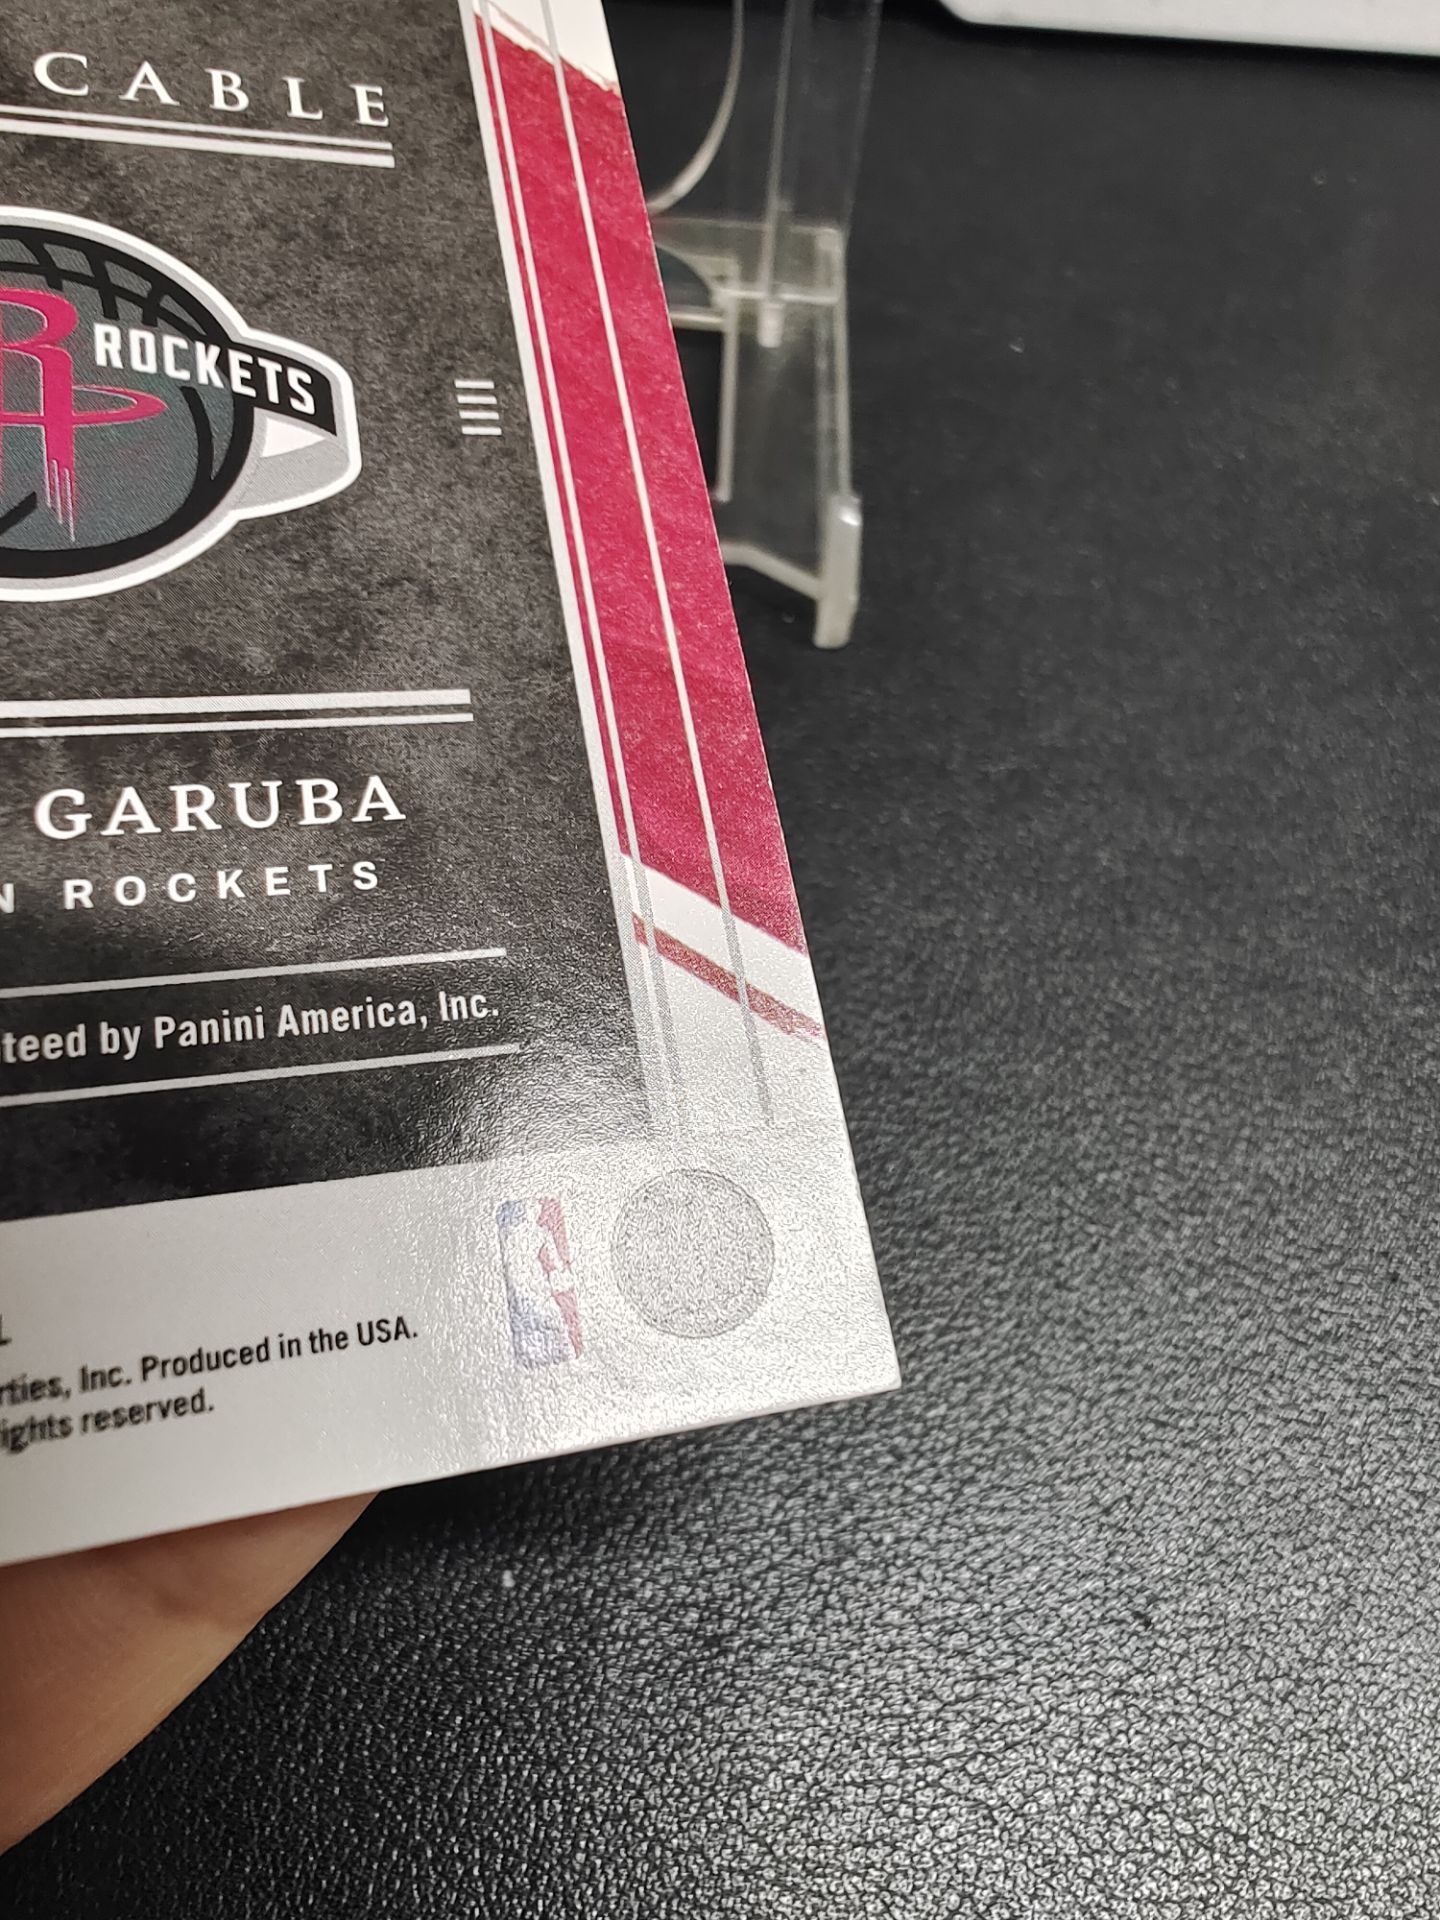 CABLE
ROCKETS
GARUBA
N ROCKETS
teed by Panini America, Inc.
rties, Inc. Produced in the USA.
ights reserved.